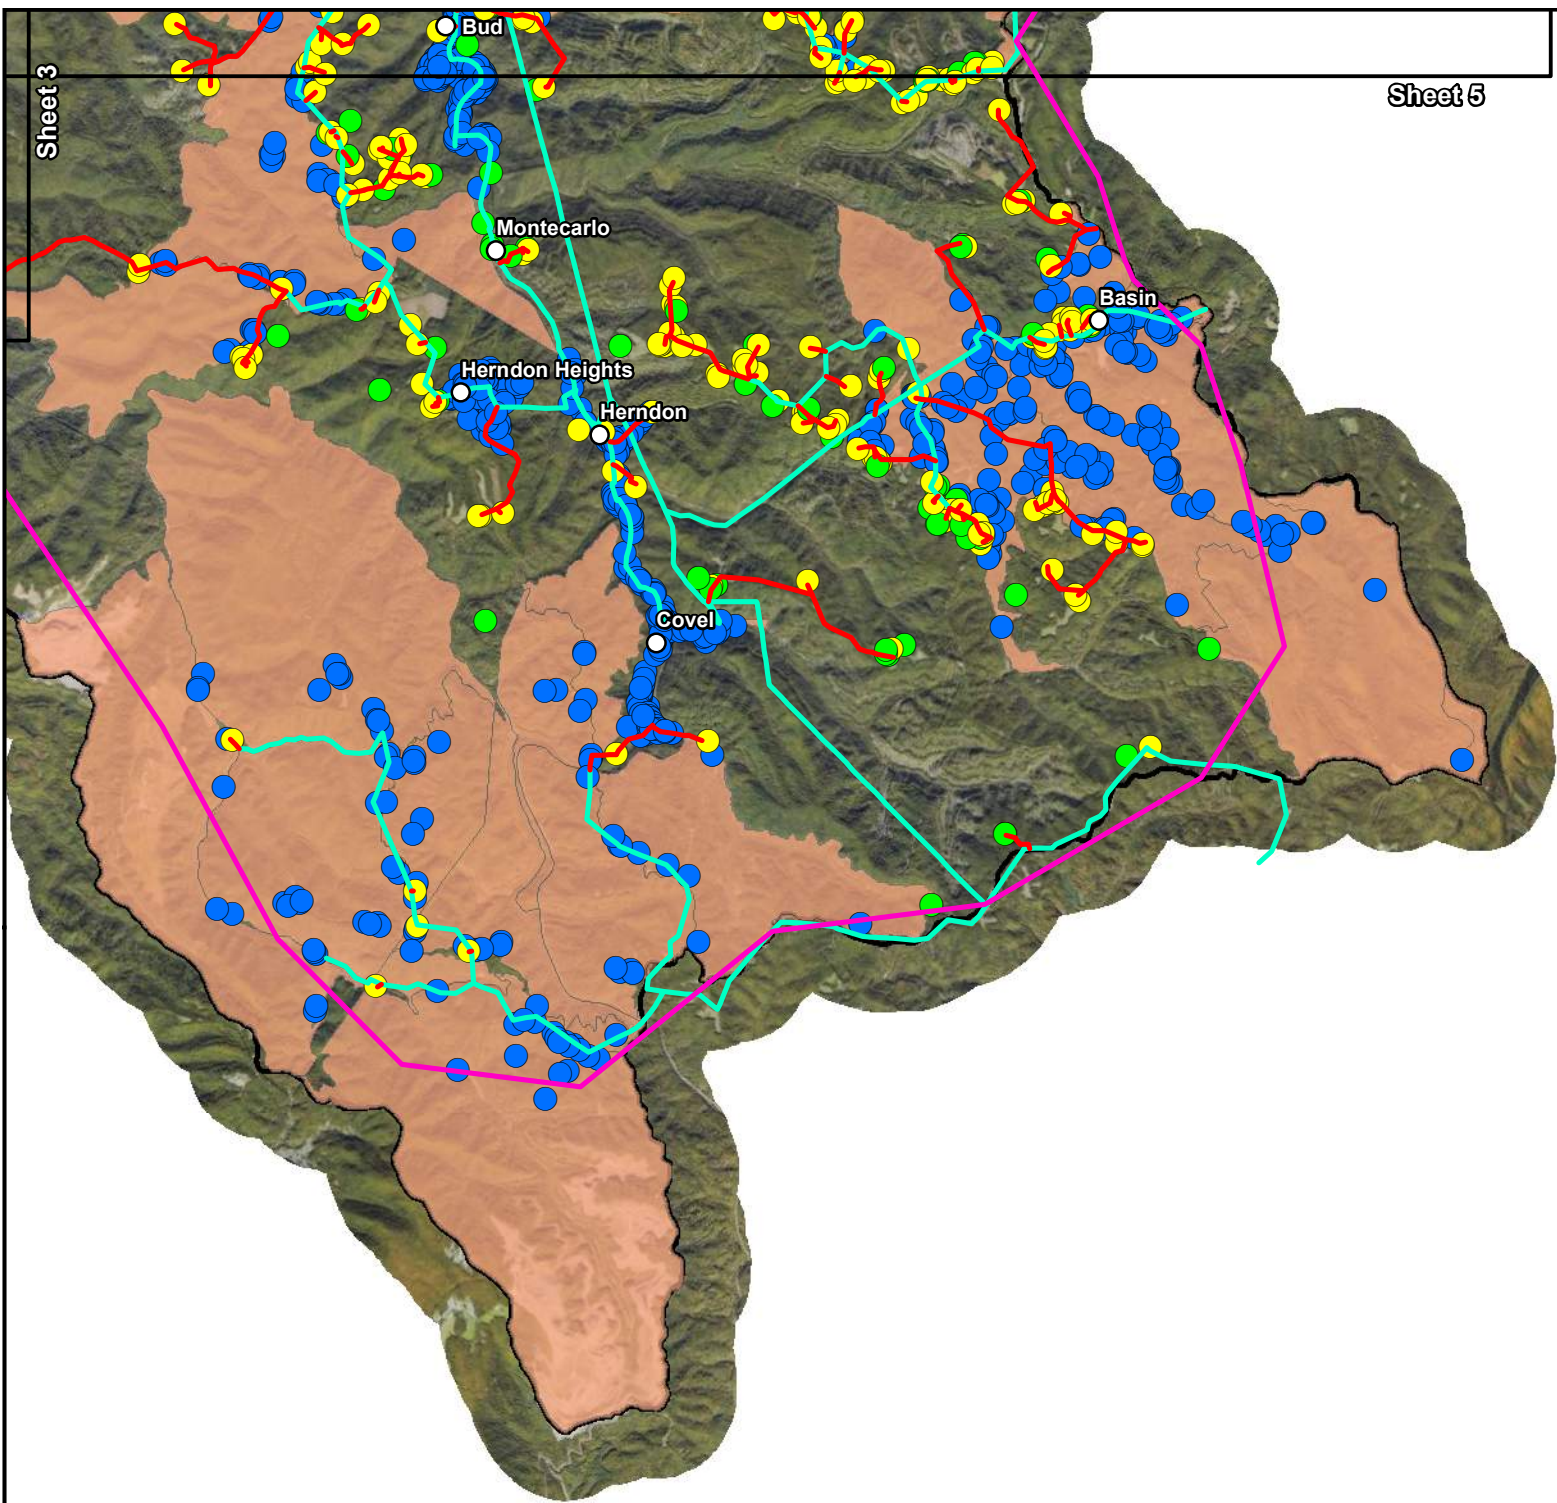 Bud
Sheet 3
Sheet 5
Montecarlo
Basin
Herndon Heights
Herndon
Covel